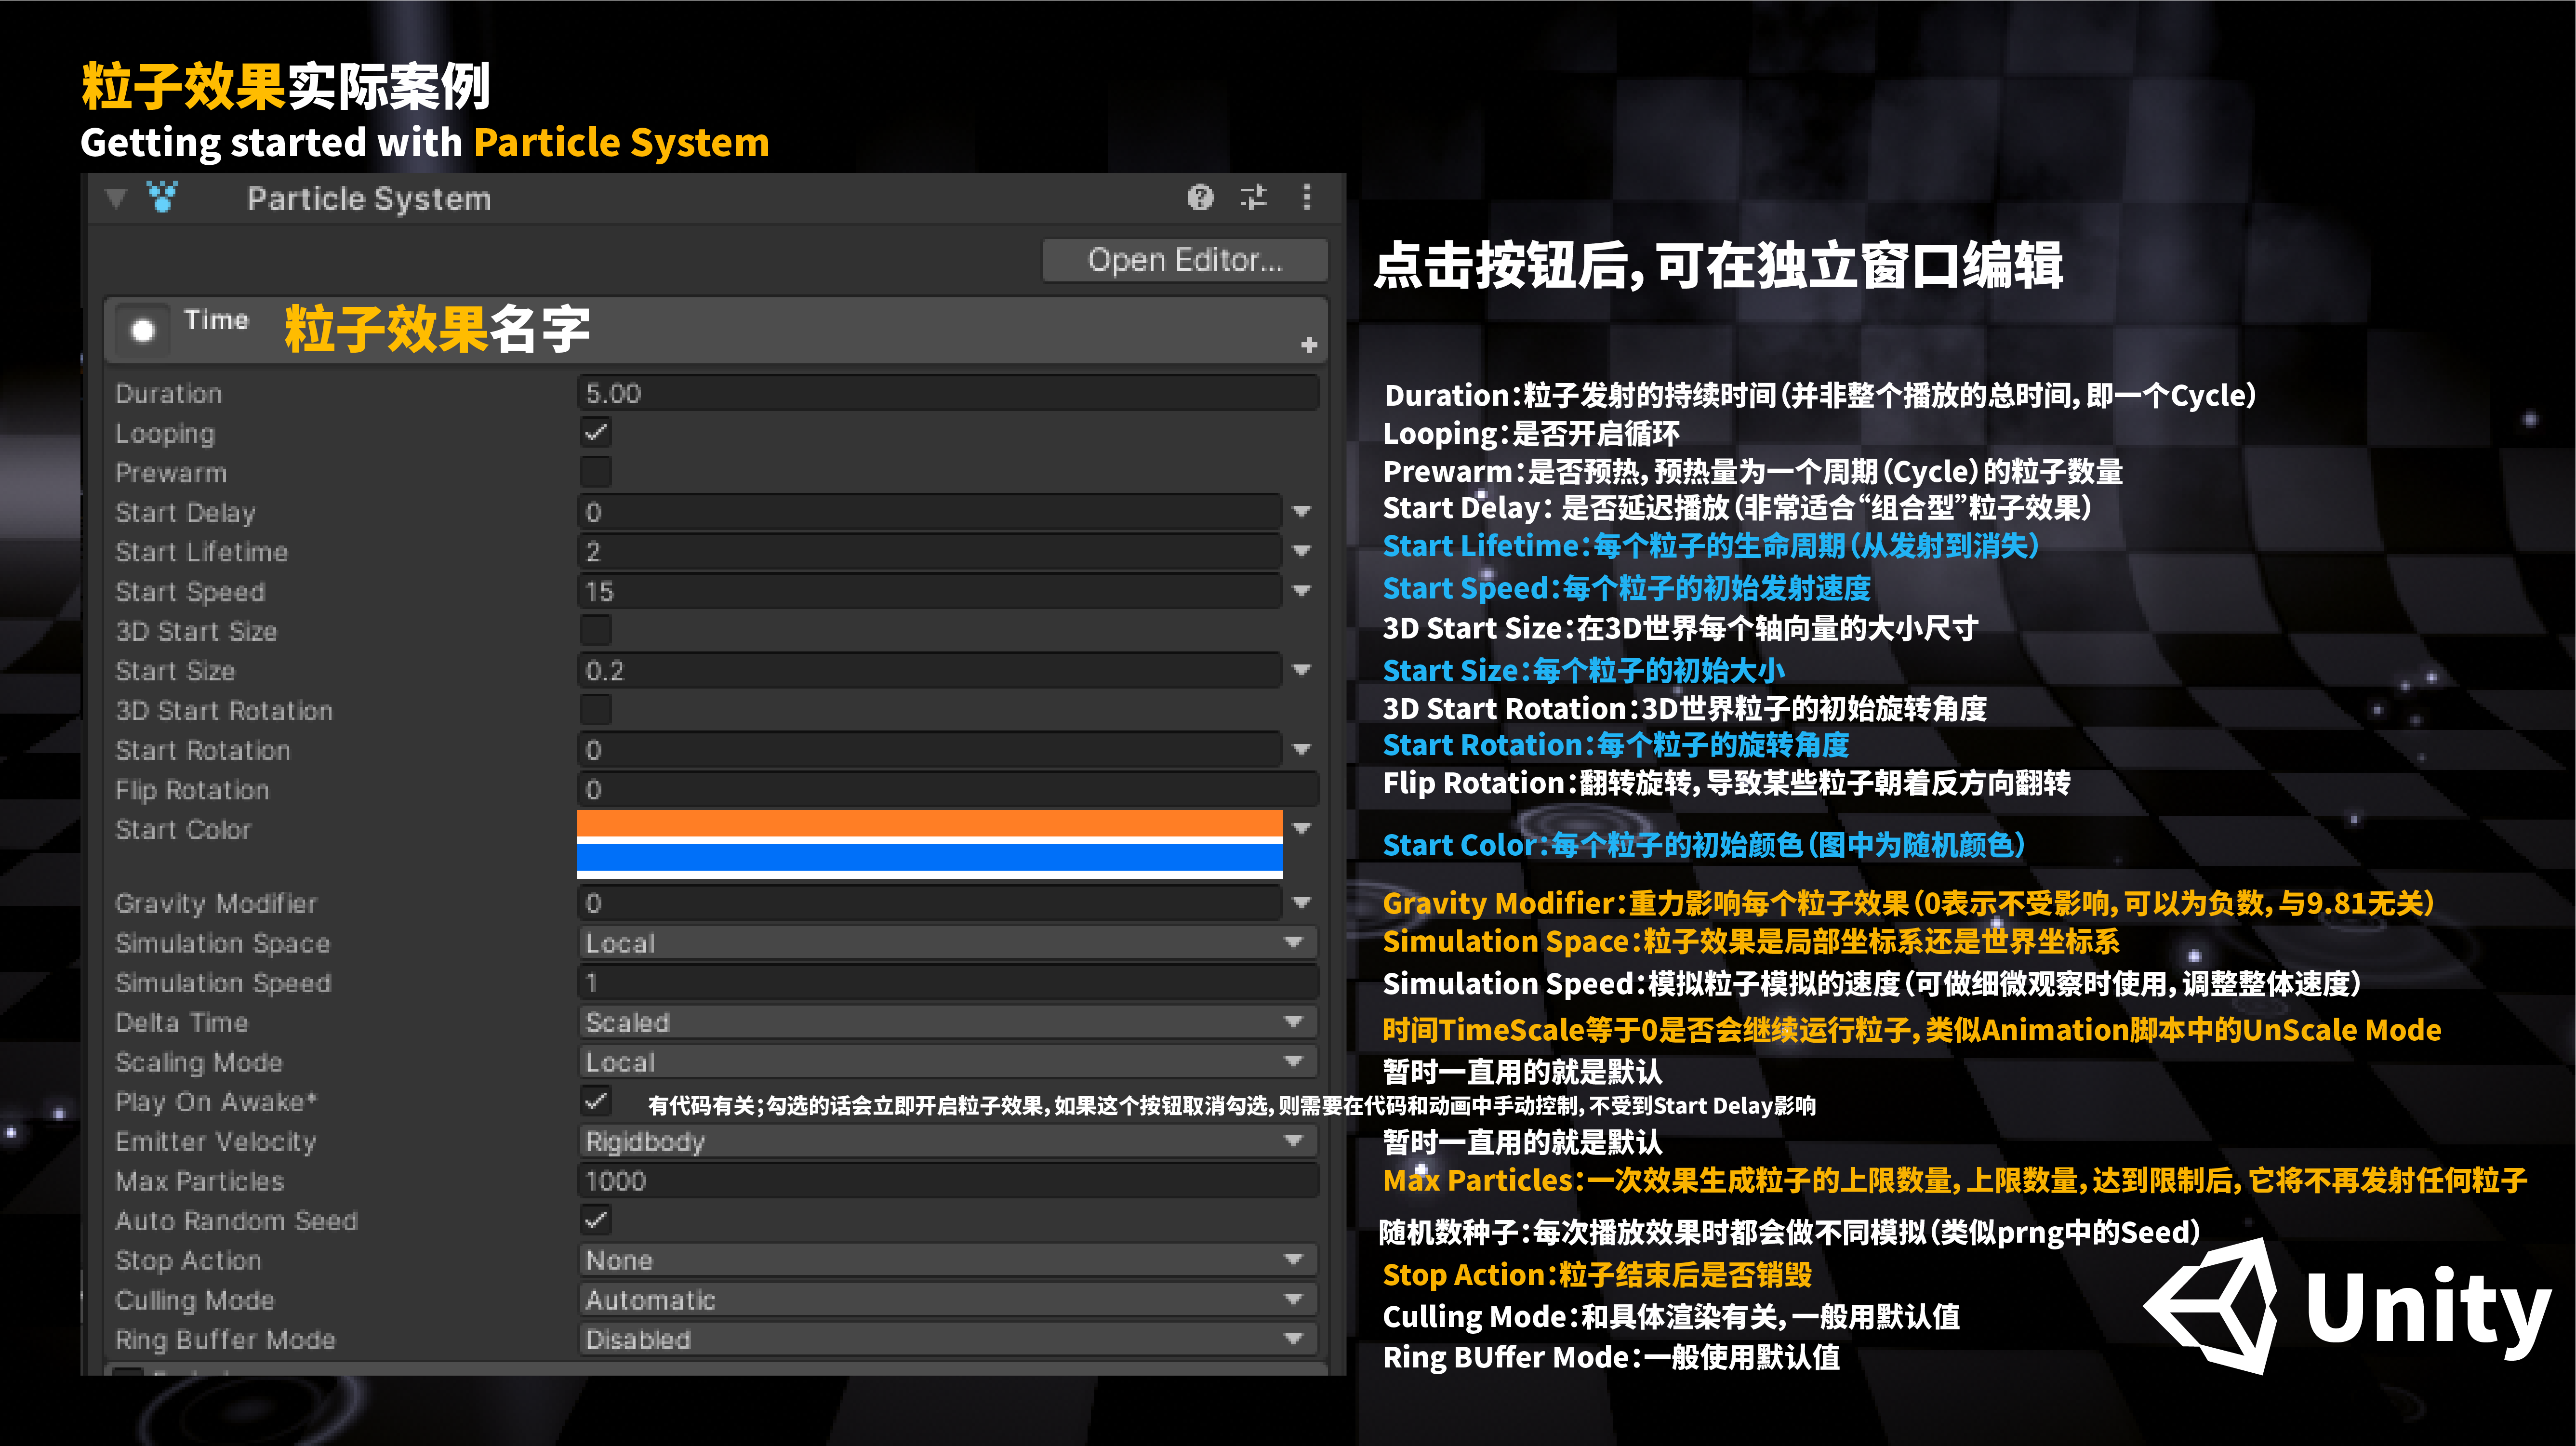 粒子效果实际案例
Getting started with Particle System
Particle System
Open Editor...
点击按钮后，可在独立窗口编辑
Time
粒子效果名字
Duration 5.00
Duration：粒子发射的持续时间（并非整个播放的总时间，即一个Cycle）
Looping
Looping：是否开启循环
Prewarm
Prewarm：是否预热，预热量为一个周期（Cycle）的粒子数量
Start Delay 0
Start Delay：是否延迟播放（非常适合“组合型”粒子效果）
Start Lifetime 2
Start Lifetime：每个粒子的生命周期（从发射到消失）
Start Speed 15
Start Speed：每个粒子的初始发射速度
3D Start Size
3D Start Size：在3D世界每个轴向量的大小尺寸
Start Size 0.2
Start Size：每个粒子的初始大小
3D Start Rotation
3D Start Rotation：3D世界粒子的初始旋转角度
Start Rotation 0
Start Rotation：每个粒子的旋转角度
Flip Rotation 0
Flip Rotation：翻转旋转，导致某些粒子朝着反方向翻转
Start Color
Start Color：每个粒子的初始颜色（图中为随机颜色）
Gravity Modifier 0
Gravity Modifier：重力影响每个粒子效果（0表示不受影响，可以为负数，与9.81无关）
Simulation Space Local
Simulation Space：粒子效果是局部坐标系还是世界坐标系
Simulation Speed 1
Simulation Speed：模拟粒子模拟的速度（可做细微观察时使用，调整整体速度）
Delta Time Scaled
时间TimeScale等于0是否会继续运行粒子，类似Animation脚本中的UnScale Mode
Scaling Mode Local
暂时一直用的就是默认
Play On Awake*
有代码有关；勾选的话会立即开启粒子效果，如果这个按钮取消勾选，则需要在代码和动画中手动控制，不受到Start Delay影响
Emitter Velocity Rigidbody
暂时一直用的就是默认
Max Particles 1000
Max Particles：一次效果生成粒子的上限数量，上限数量，达到限制后，它将不再发射任何粒子
Auto Random Seed
随机数种子：每次播放效果时都会做不同模拟（类似prng中的Seed）
Stop Action None
Stop Action：粒子结束后是否销毁
Culling Mode Automatic
Culling Mode：和具体渲染有关，一般用默认值
Ring Buffer Mode Disabled
Ring BUffer Mode：一般使用默认值
Unity